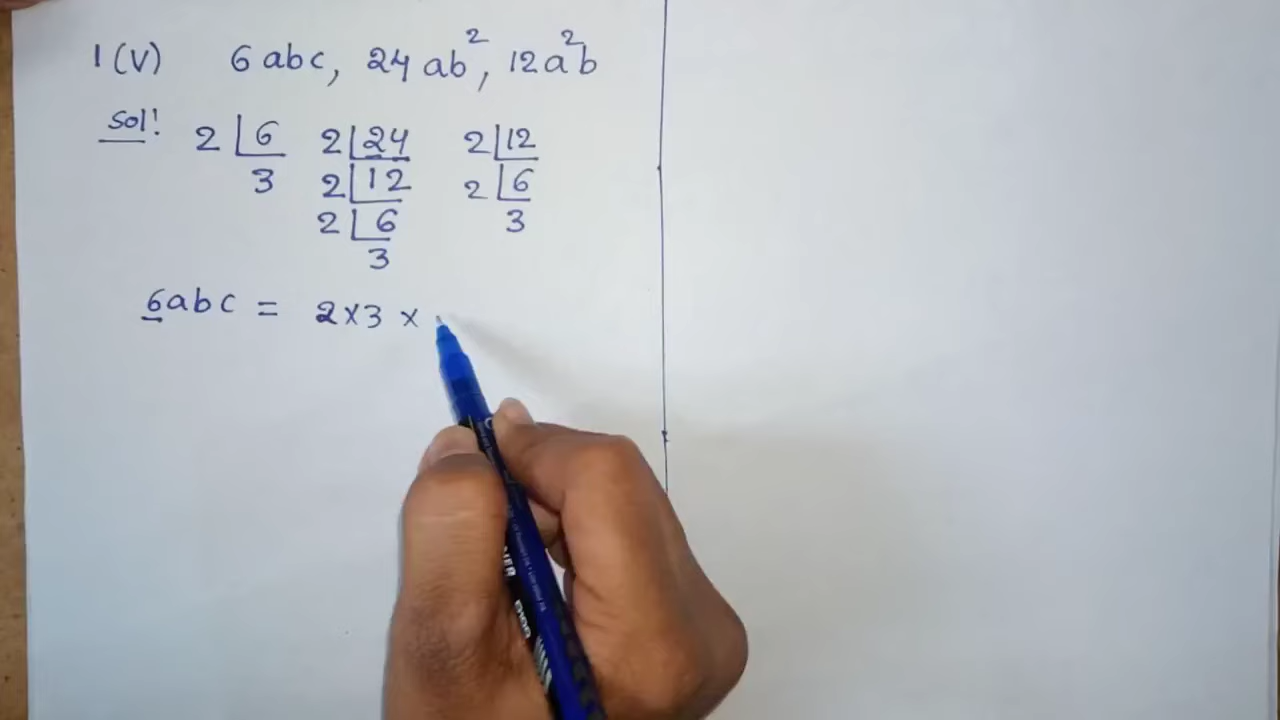 1(V) 6abc, 24ab², 12a²b
Sol! 2 6 2 24 2 12
3 2 12 2 6
2 6 3
3
6abc = 2×3 ×